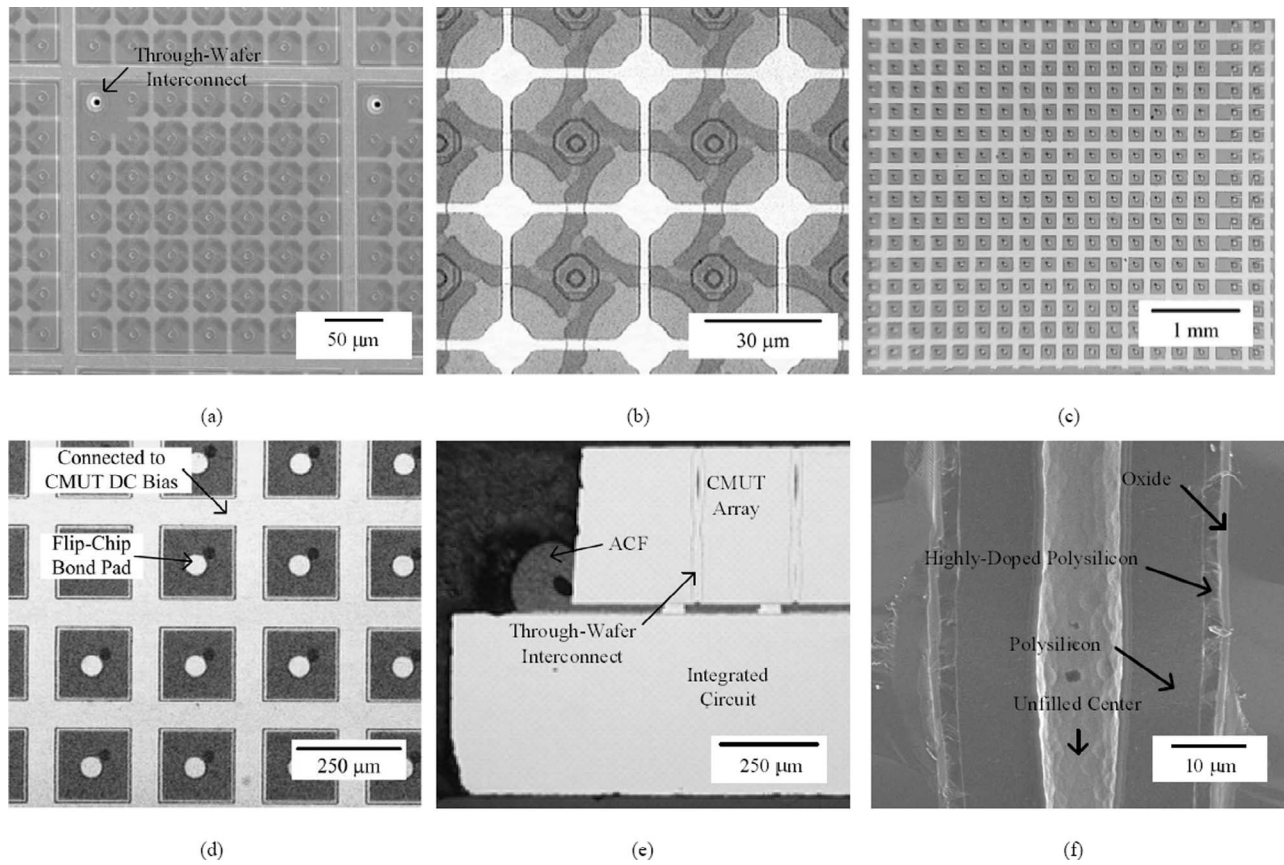 Through-Wafer
Interconnect
50 μm
30 μm
1 mm
(a)
(b)
(c)
Connected to
CMUT DC Bias
Flip-Chip
Bond Pad
250 μm
CMUT
Array
ACF
Through-Wafer
Interconnect
Integrated
Circuit
250 μm
Oxide
Highly-Doped Polysilicon
Polysilicon
Unfilled Center
10 μm
(d)
(e)
(f)